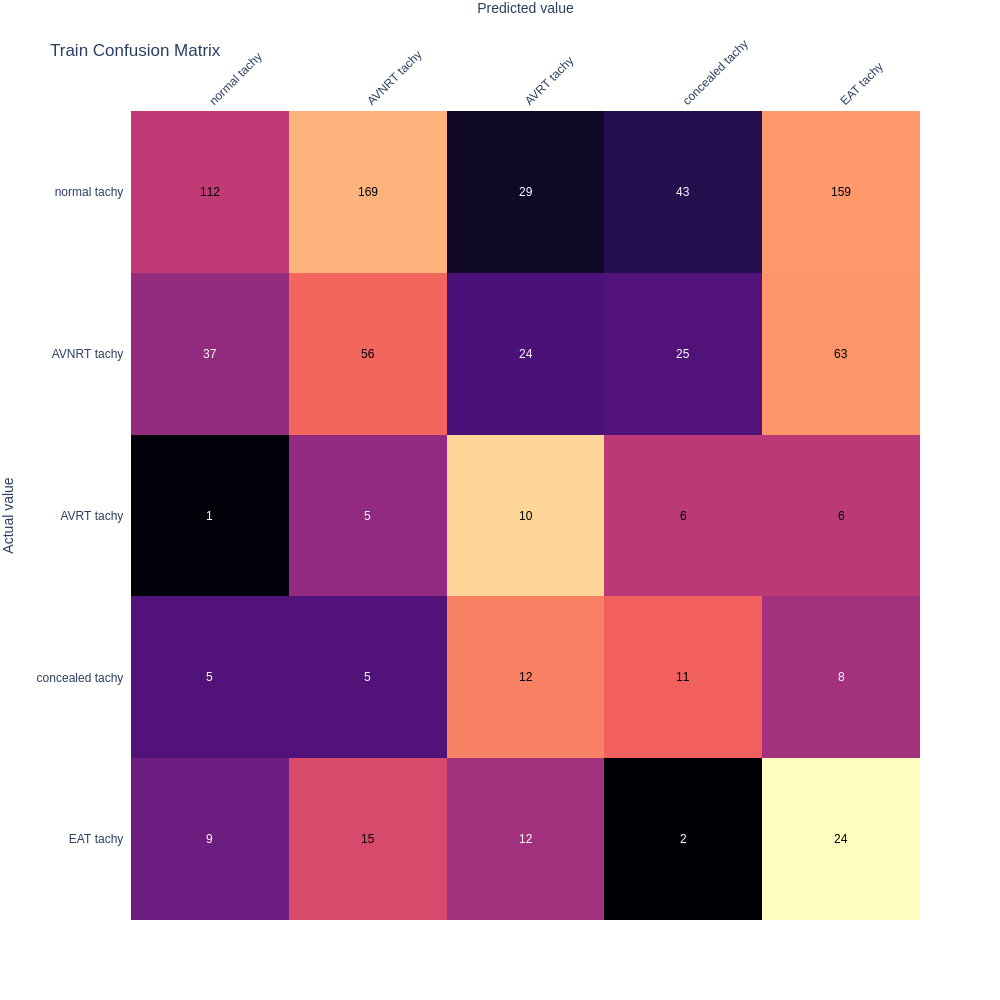 Predicted value
Train Confusion Matrix
normal tachy
AVNRT tachy
AVRT tachy
concealed tachy
EAT tachy
Actual value
normal tachy 112 169 29 43 159
AVNRT tachy 37 56 24 25 63
AVRT tachy 1 5 10 6 6
concealed tachy 5 5 12 11 8
EAT tachy 9 15 12 2 24